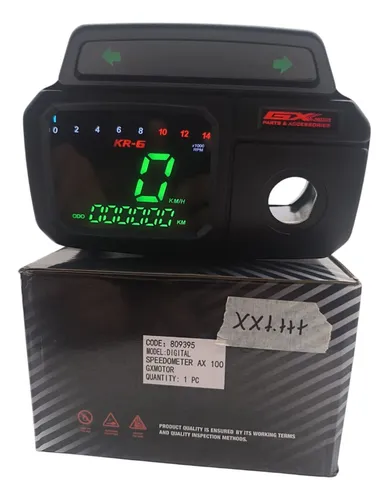 0 2 4 6 8 10 12 14
KR-6
x1000
RPM
0
KM/H
ODO 000000 KM
GX
PARTS & ACCESSORIES
CODE: 809395
MODEL:DIGITAL
SPEEDOMETER AX 100
GXMOTOR
QUANTITY: 1 PC
XX1.111
PRODUCT QUALITY IS ENSURED BY ITS WORKING TERMS
AND QUALITY INSPECTION METHODS.